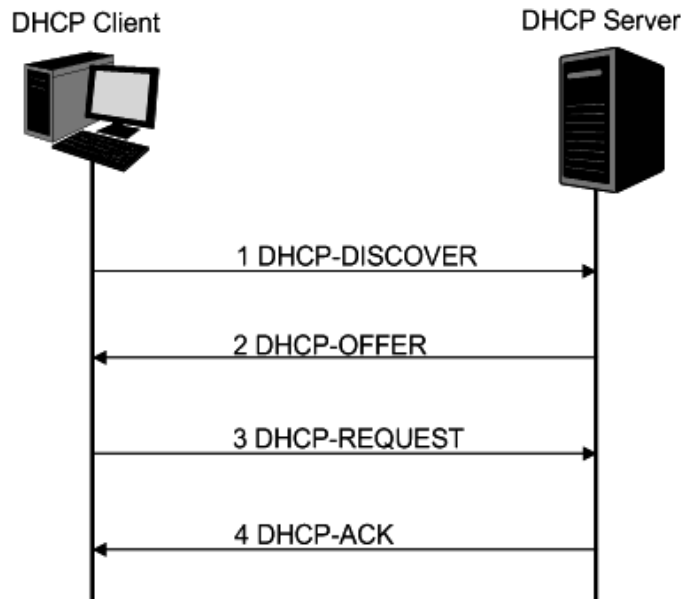 DHCP Client
DHCP Server
1 DHCP-DISCOVER
2 DHCP-OFFER
3 DHCP-REQUEST
4 DHCP-ACK